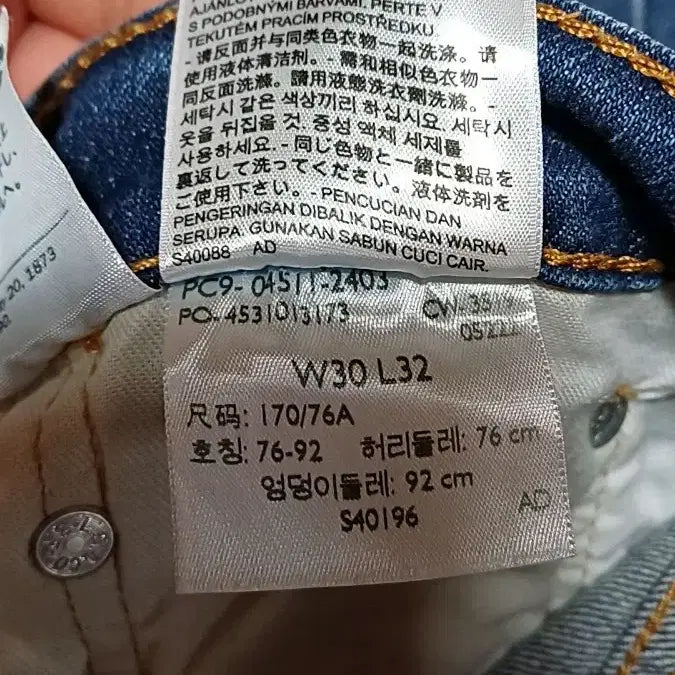 AJANLO
S PODOBNÝMI BARVAMI. PERTE V
TEKUTÉM PRACÍM PROSTŘEDKU.
- 请反面并与同类色衣物一起洗涤。请
使用液体清洁剂。- 需和相似色衣物一
同反面洗滌。請用液態洗衣劑洗滌。-
세탁시 같은 색상끼리 하십시요. 세탁시
옷을 뒤집을 것 중성 액체 세제를
사용하세요. - 同じ色物と一緒に製品を
裏返して洗ってください。液体洗剤を
ご使用下さい。- PENCUCIAN DAN
PENGERINGAN DIBALIK DENGAN WARNA
SERUPA. GUNAKAN SABUN CUCI CAIR.
S40088 AD
20, 1873
PC9- 04511-2403
PO-4531013173
CW-33
W30 L32
尺码: 170/76A
호칭: 76-92 허리둘레: 76 cm
엉덩이둘레: 92 cm
S40196
AD